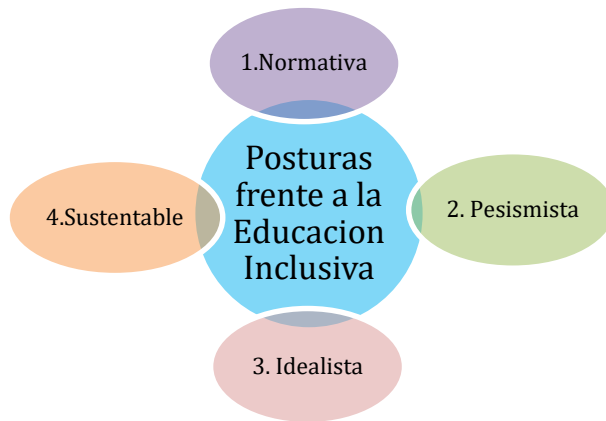 1.Normativa
Posturas
frente a la
Educacion
Inclusiva
2. Pesismista
3. Idealista
4.Sustentable